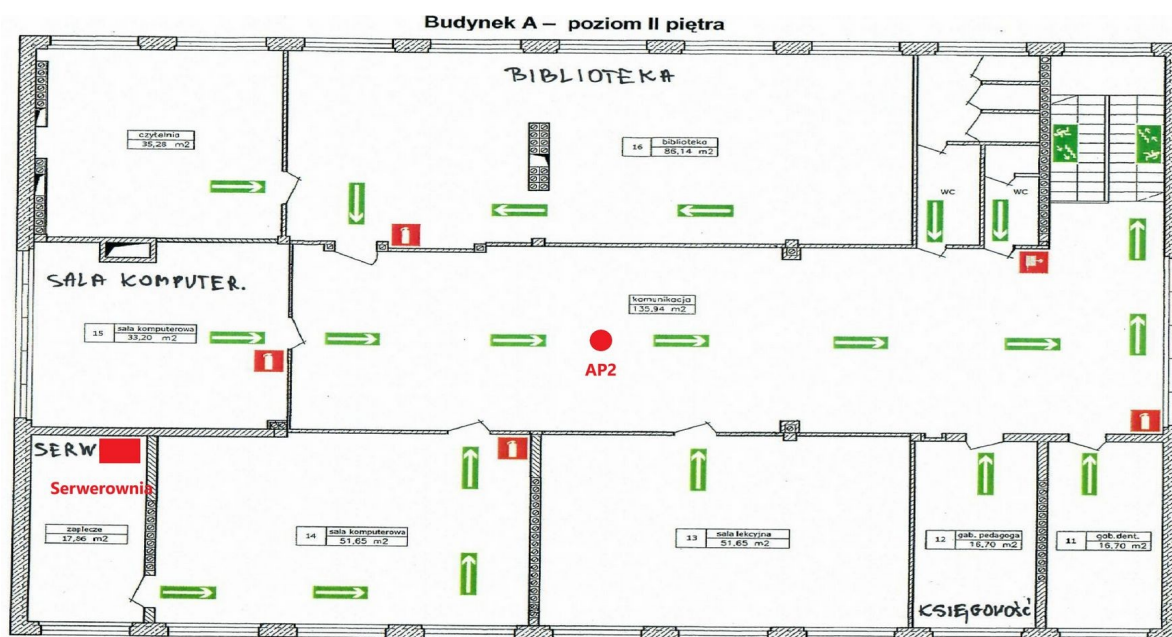 Budynek A – poziom II piętra
BIBLIOTEKA
czytelnia
35,28 m2
16 biblioteka
86,14 m2
WC
WC
SALA KOMPUTER.
komunikacja
135,94 m2
15 sala komputerowa
33,20 m2
AP2
SERW
Serwerownia
zaplecze
17,86 m2
14 sala komputerowa
51,65 m2
13 sala lekcyjna
51,65 m2
12 gab. pedagoga
16,70 m2
11 gab. dent.
16,70 m2
KSIĘGOWOŚĆ